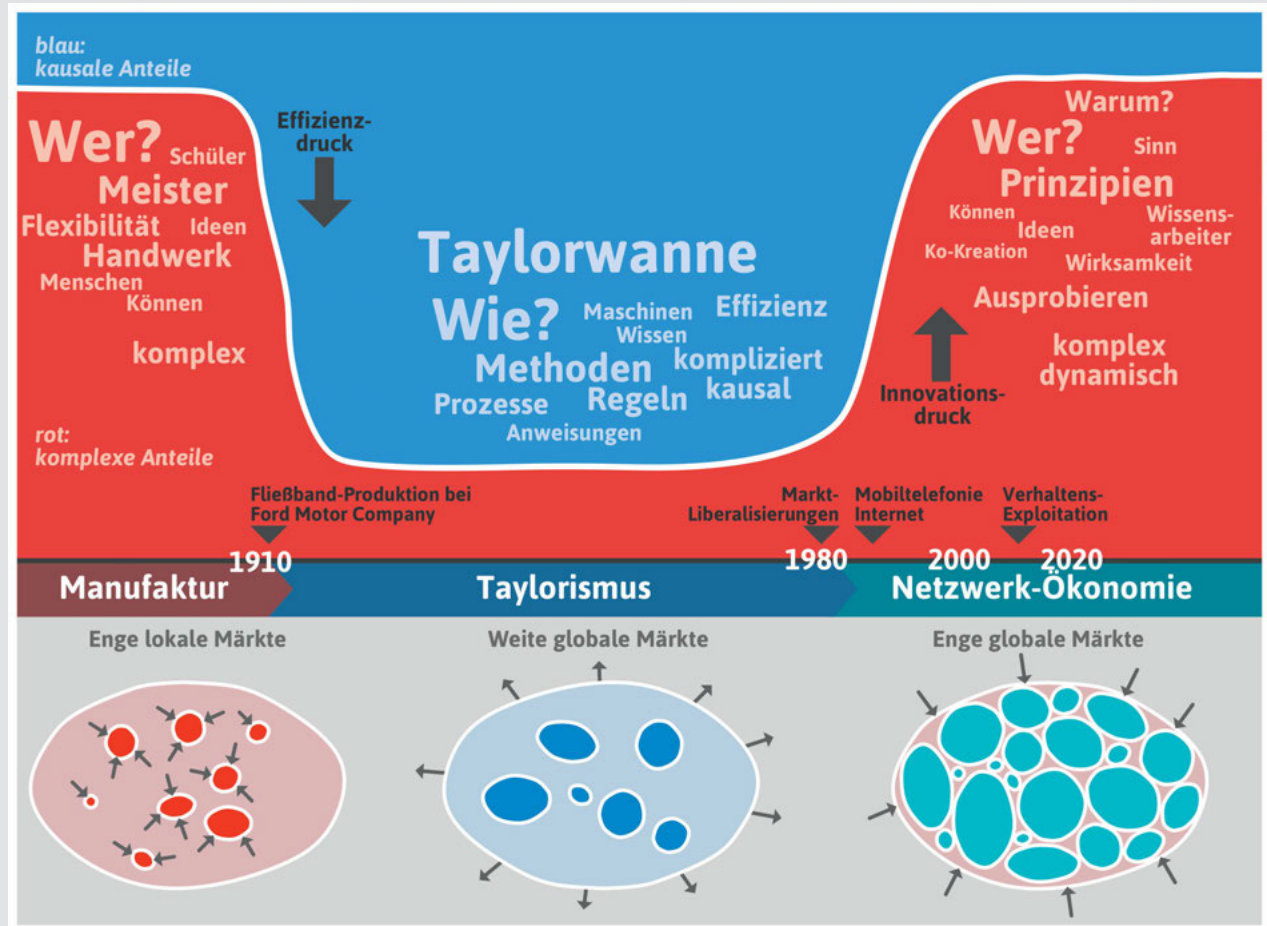 blau:
kausale Anteile
Wer?
Schüler
Meister
Flexibilität
Ideen
Handwerk
Menschen
Können
komplex
rot:
komplexe Anteile
Effizienz-
druck
Taylorwanne
Wie?
Maschinen
Effizienz
Wissen
Methoden
kompliziert
Prozesse
Regeln
kausal
Anweisungen
Warum?
Wer?
Sinn
Prinzipien
Können
Wissens-
arbeiter
Ideen
Ko-Kreation
Wirksamkeit
Ausprobieren
komplex
dynamisch
Innovations-
druck
Fließband-Produktion bei
Ford Motor Company
Markt-
Liberalisierungen
Mobiltelefonie
Internet
Verhaltens-
Exploitation
1910
1980
2000
2020
Manufaktur
Taylorismus
Netzwerk-Ökonomie
Enge lokale Märkte
Weite globale Märkte
Enge globale Märkte